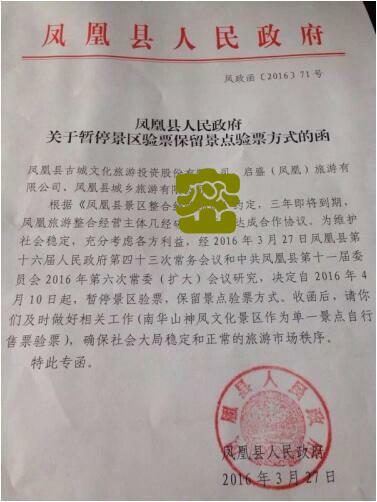 凤凰县人民政府
凤政函〔2016〕71号
凤凰县人民政府
关于暂停景区验票保留景点验票方式的函
凤凰县古城文化旅游投资股份有限公司、启盛（凤凰）旅游有
限公司、凤凰县城乡旅游有限
根据《凤凰县景区整合经 约定，三年即将到期，
凤凰旅游整合经营主体几经 达成合作协议。为维护
社会稳定，充分考虑各方利益，经2016年3月27日凤凰县第
十六届人民政府第四十三次常务会议和中共凤凰县第十一届委
员会2016年第六次常委（扩大）会议研究，决定自2016年4
月10日起，暂停景区验票，保留景点验票方式。收函后，请你
们及时做好相关工作（南华山神凤文化景区作为单一景点自行
售票验票），确保社会大局稳定和正常的旅游市场秩序。
特此专函。
凤凰县人民政府
凤凰县人民政府
2016年3月27日